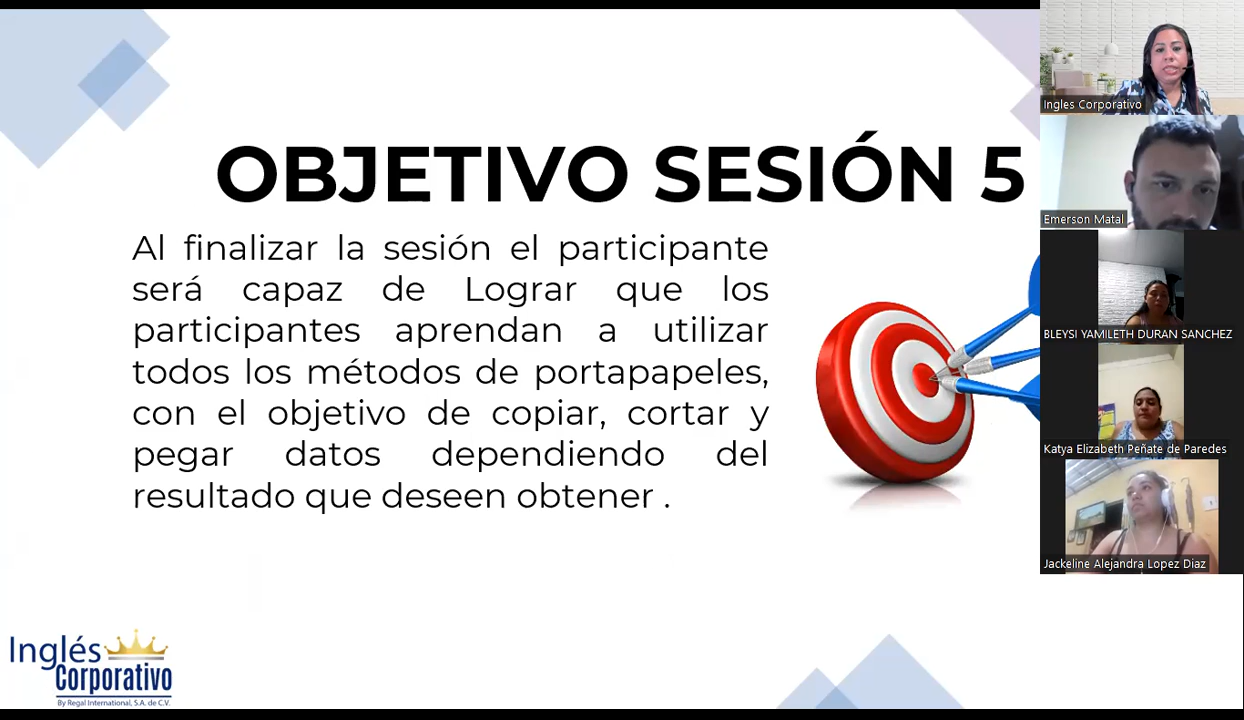 OBJETIVO SESIÓN 5
Al finalizar la sesión el participante
será capaz de Lograr que los
participantes aprendan a utilizar
todos los métodos de portapapeles,
con el objetivo de copiar, cortar y
pegar datos dependiendo del
resultado que deseen obtener .
Inglés
Corporativo
By Regal International, S.A. de C.V.
Ingles Corporativo
Emerson Matal
BLEYSI YAMILETH DURAN SANCHEZ
Katya Elizabeth Peñate de Paredes
Jackeline Alejandra Lopez Diaz